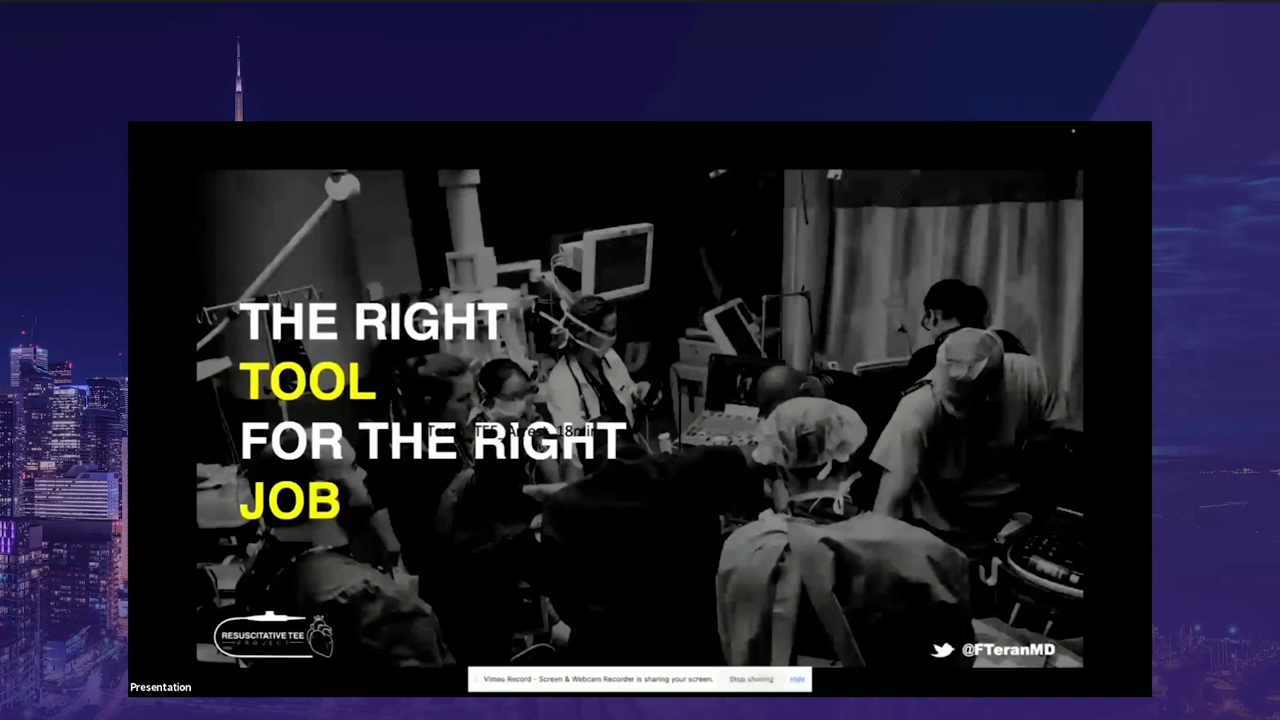 THE RIGHT
TOOL
FOR THE RIGHT
JOB
RESUSCITATIVE TEE
PROJECT
@FTeranMD
Vimeo Record - Screen & Webcam Recorder is sharing your screen.
Stop sharing
Hide
Presentation